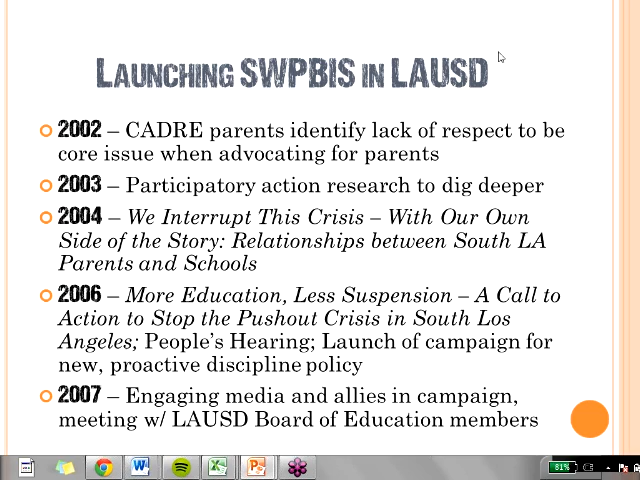 Launching SWPBIS in LAUSD
2002 – CADRE parents identify lack of respect to be
core issue when advocating for parents
2003 – Participatory action research to dig deeper
2004 – We Interrupt This Crisis – With Our Own
Side of the Story: Relationships between South LA
Parents and Schools
2006 – More Education, Less Suspension – A Call to
Action to Stop the Pushout Crisis in South Los
Angeles; People's Hearing; Launch of campaign for
new, proactive discipline policy
2007 – Engaging media and allies in campaign,
meeting w/ LAUSD Board of Education members
81%